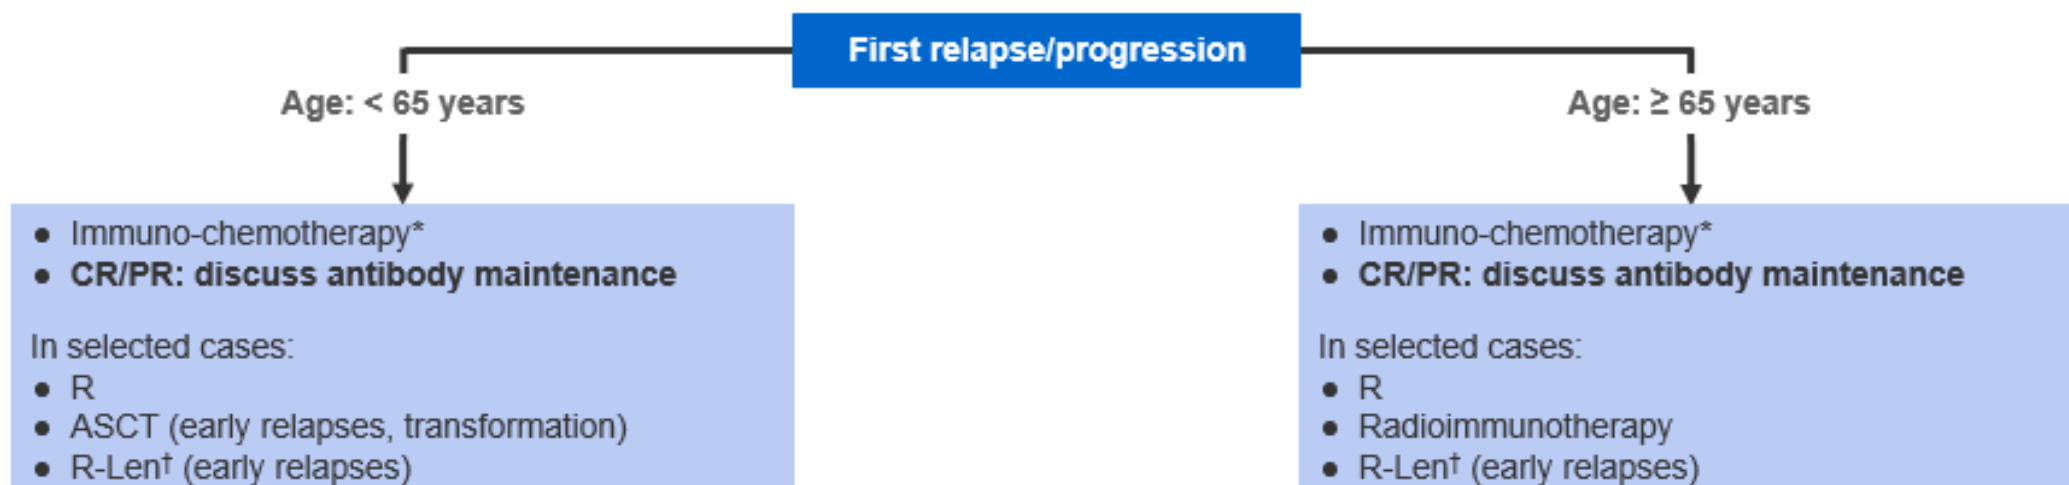 First relapse/progression
Age: < 65 years
Age: ≥ 65 years
● Immuno-chemotherapy*
● CR/PR: discuss antibody maintenance
In selected cases:
● R
● ASCT (early relapses, transformation)
● R-Len† (early relapses)
● Immuno-chemotherapy*
● CR/PR: discuss antibody maintenance
In selected cases:
● R
● Radioimmunotherapy
● R-Len† (early relapses)